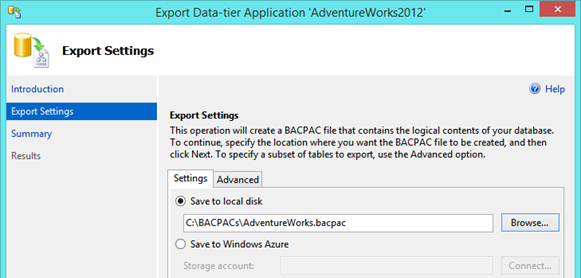 Export Data-tier Application 'AdventureWorks2012'
Export Settings
Introduction
Help
Export Settings
Summary
Results
Export Settings
This operation will create a BACPAC file that contains the logical contents of your database.
To continue, specify the location where you want the BACPAC file to be created, and then
click Next. To specify a subset of tables to export, use the Advanced option.
Settings Advanced
Save to local disk
C:\BACPACs\AdventureWorks.bacpac Browse...
Save to Windows Azure
Storage account: Connect...